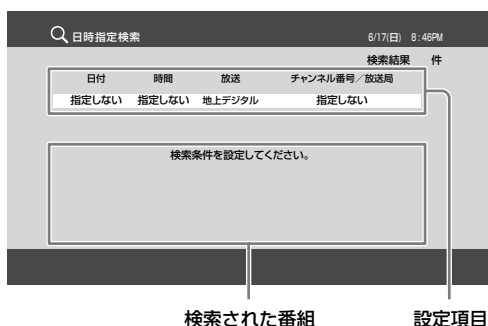 日時指定検索 6/17(日) 8:46PM
検索結果 件
日付 時間 放送 チャンネル番号/放送局
指定しない 指定しない 地上デジタル 指定しない
検索条件を設定してください。
検索された番組 設定項目